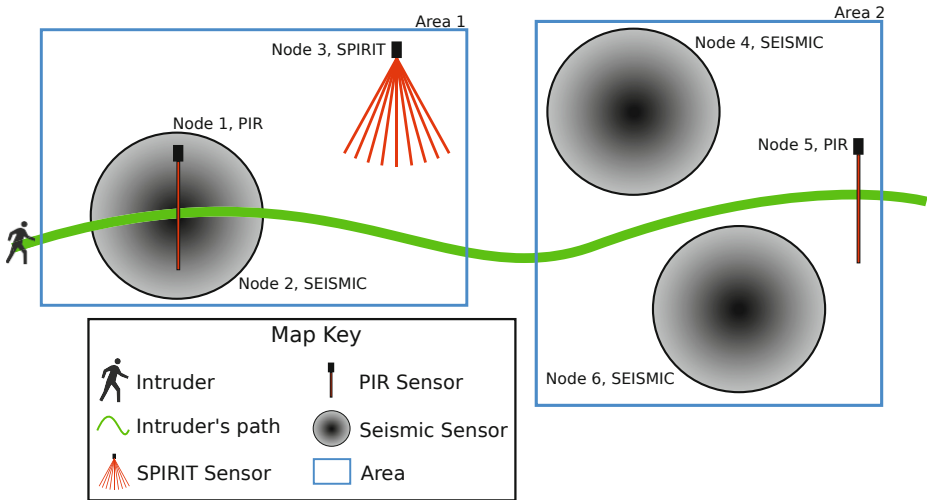 Area 1
Area 2
Node 3, SPIRIT
Node 4, SEISMIC
Node 1, PIR
Node 5, PIR
Node 2, SEISMIC
Node 6, SEISMIC
Map Key
Intruder
PIR Sensor
Intruder's path
Seismic Sensor
SPIRIT Sensor
Area